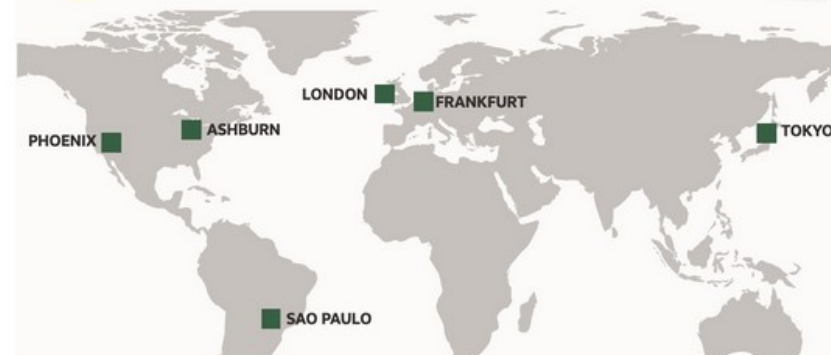 LONDON
FRANKFURT
PHOENIX
ASHBURN
TOKYO
SAO PAULO